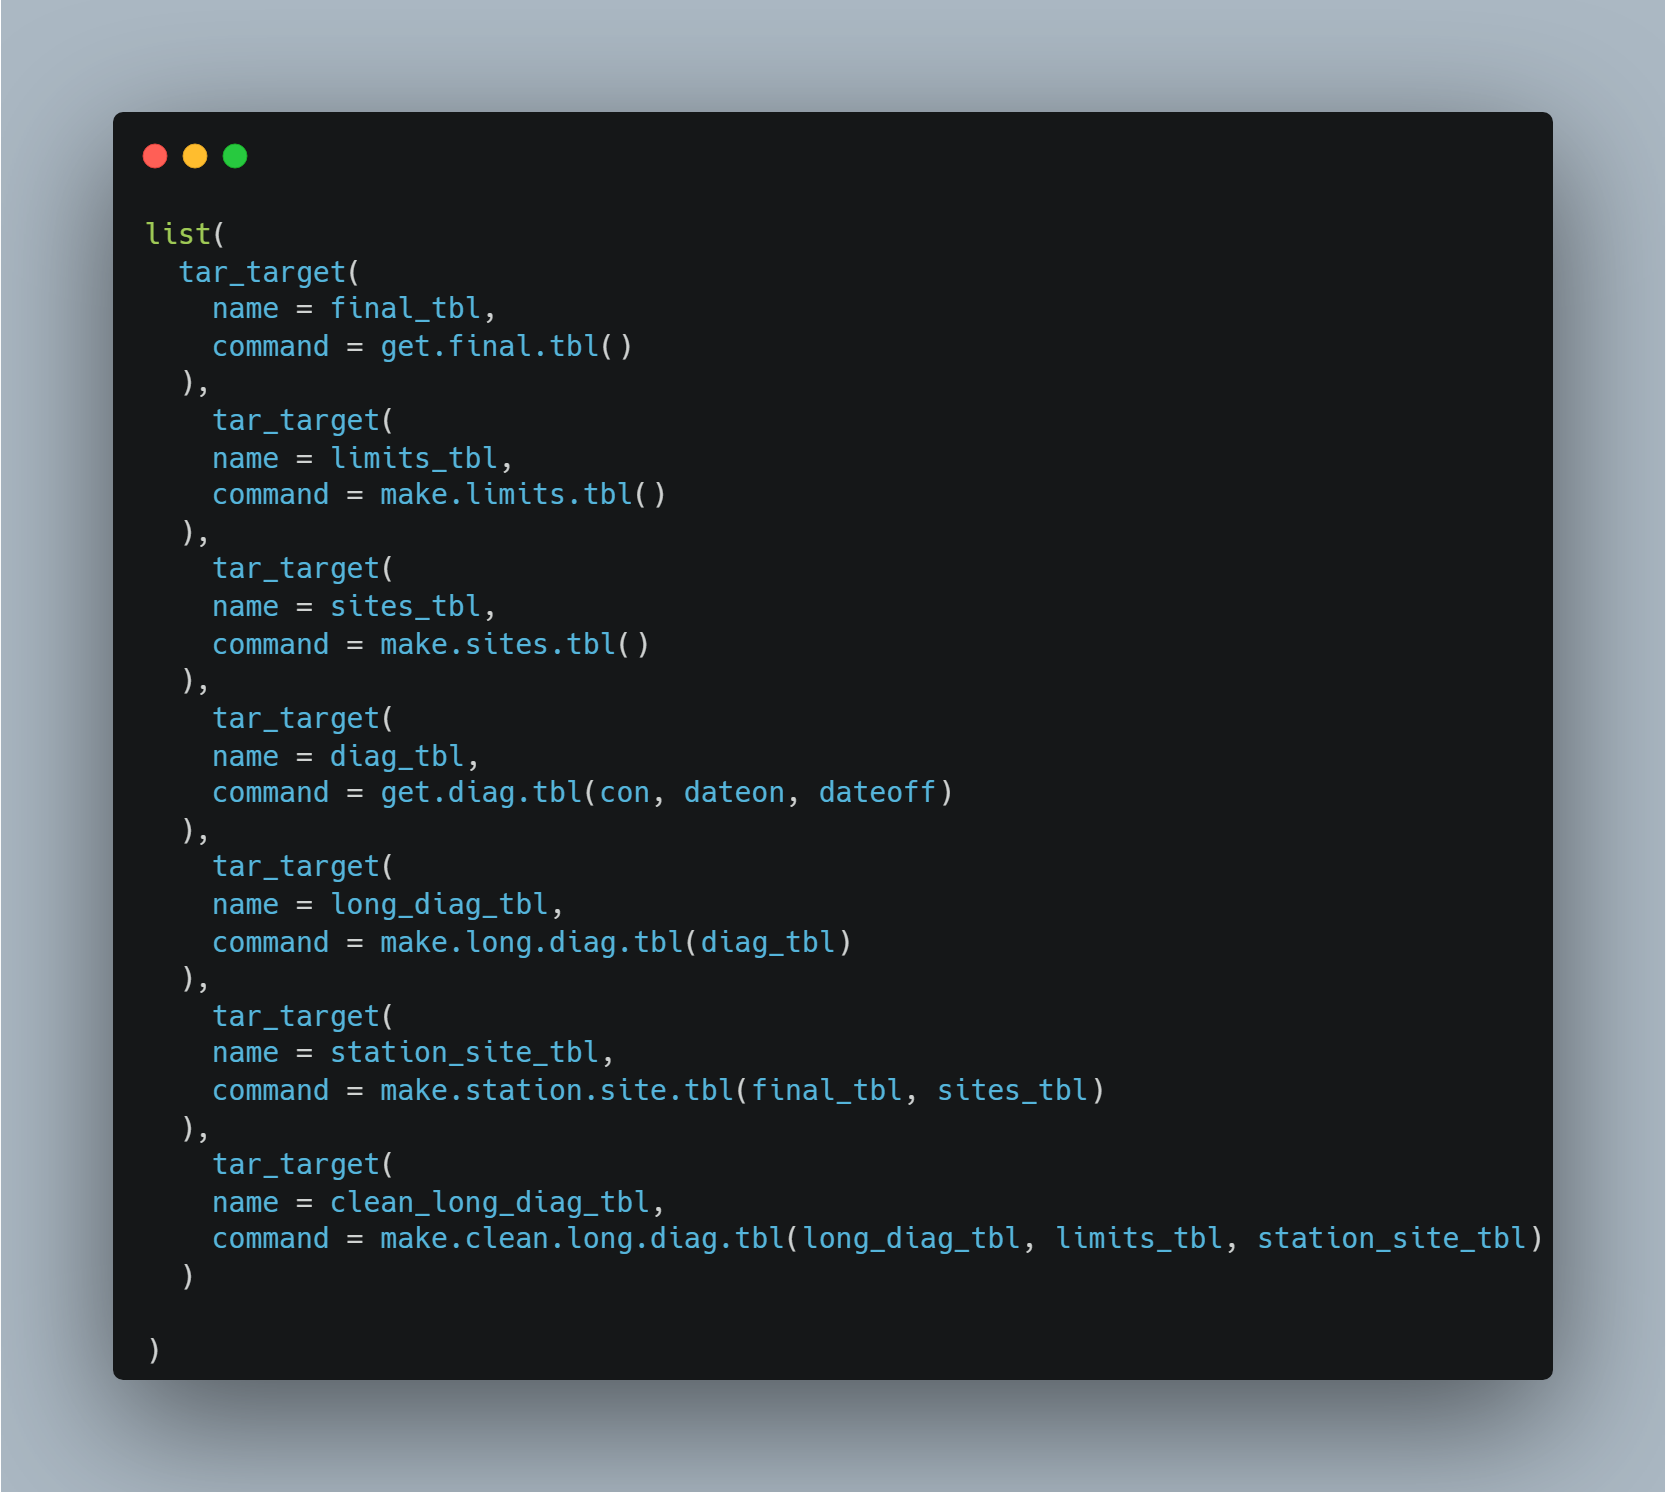 list(
  tar_target(
    name = final_tbl,
    command = get.final.tbl()
  ),
    tar_target(
    name = limits_tbl,
    command = make.limits.tbl()
  ),
    tar_target(
    name = sites_tbl,
    command = make.sites.tbl()
  ),
    tar_target(
    name = diag_tbl,
    command = get.diag.tbl(con, dateon, dateoff)
  ),
    tar_target(
    name = long_diag_tbl,
    command = make.long.diag.tbl(diag_tbl)
  ),
    tar_target(
    name = station_site_tbl,
    command = make.station.site.tbl(final_tbl, sites_tbl)
  ),
    tar_target(
    name = clean_long_diag_tbl,
    command = make.clean.long.diag.tbl(long_diag_tbl, limits_tbl, station_site_tbl)
  )

)